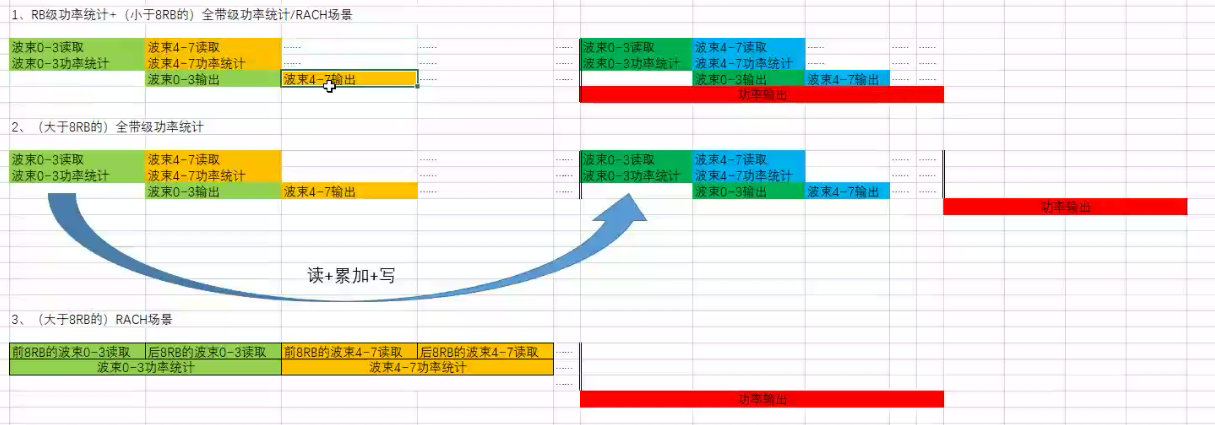 1、RB级功率统计+（小于8RB的）全带级功率统计/RACH场景
波束0-3读取 波束4-7读取 …… …… …… 波束0-3读取 波束4-7读取 …… …… ……
波束0-3功率统计 波束4-7功率统计 …… …… …… 波束0-3功率统计 波束4-7功率统计 …… …… ……
波束0-3输出 波束4-7输出 …… …… 波束0-3输出 波束4-7输出 …… ……
功率输出
2、（大于8RB的）全带级功率统计
波束0-3读取 波束4-7读取 …… …… 波束0-3读取 波束4-7读取 …… ……
波束0-3功率统计 波束4-7功率统计 …… …… 波束0-3功率统计 波束4-7功率统计 …… ……
波束0-3输出 波束4-7输出 …… …… 波束0-3输出 波束4-7输出 …… ……
功率输出
读+累加+写
3、（大于8RB的）RACH场景
前8RB的波束0-3读取 后8RB的波束0-3读取 前8RB的波束4-7读取 后8RB的波束4-7读取 ……
波束0-3功率统计 波束4-7功率统计 ……
……
功率输出